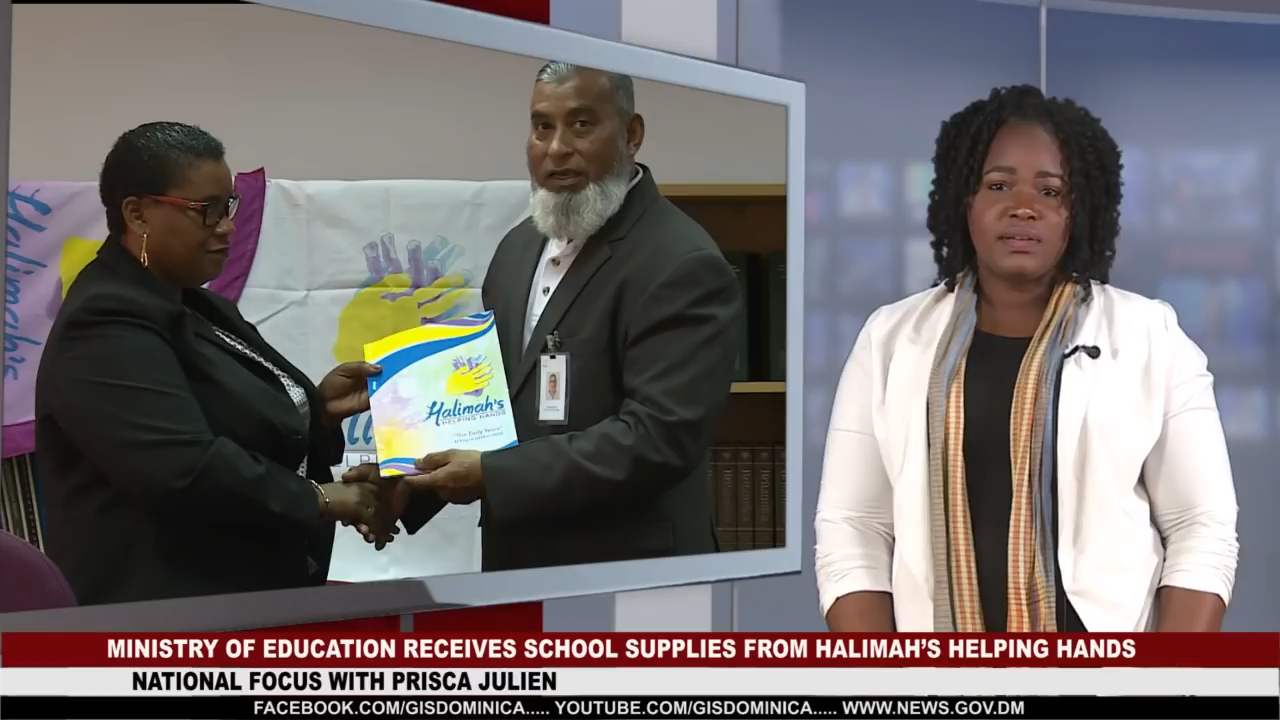 Halimah's
Halimah's
HELPING HANDS
MINISTRY OF EDUCATION RECEIVES SCHOOL SUPPLIES FROM HALIMAH'S HELPING HANDS
NATIONAL FOCUS WITH PRISCA JULIEN
FACEBOOK.COM/GISDOMINICA..... YOUTUBE.COM/GISDOMINICA..... WWW.NEWS.GOV.DM